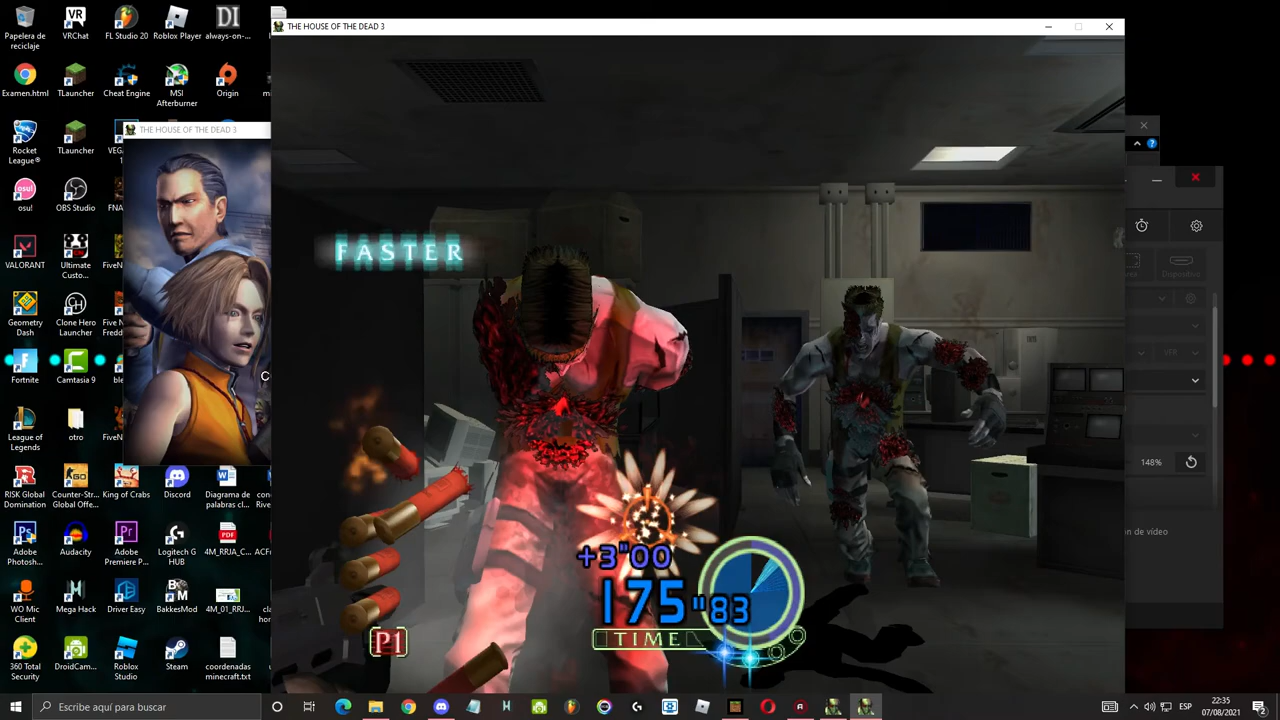 THE HOUSE OF THE DEAD 3
Papelera de reciclaje
VRChat
FL Studio 20
Roblox Player
always-on-...
Examen.html
TLauncher
Cheat Engine
MSI Afterburner
Origin
Rocket League®
TLauncher
THE HOUSE OF THE DEAD 3
osu!
OBS Studio
VALORANT
Ultimate Custo...
Geometry Dash
Clone Hero Launcher
Fortnite
Camtasia 9
League of Legends
otro
RISK Global Domination
Counter-Str... Global Offe...
King of Crabs
Discord
Diagrama de palabras cl...
Adobe Photosh...
Audacity
Adobe Premiere P...
Logitech G HUB
4M_RRJA_C...
WO Mic Client
Mega Hack
Driver Easy
BakkesMod
4M_01_RRJ...
360 Total Security
DroidCam...
Roblox Studio
Steam
coordenadas minecraft.txt
FASTER
+3"00
175"83
TIME
P1
Dispositivo
148%
n de vídeo
Escribe aquí para buscar
ESP
22:35
07/08/2021
2